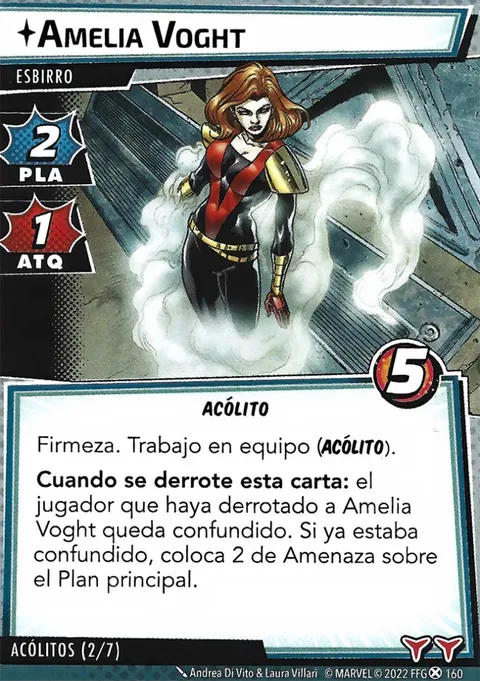 AMELIA VOGHT
ESBIRRO
2
PLA
1
ATQ
5
ACÓLITO
Firmeza. Trabajo en equipo (ACÓLITO).
Cuando se derrote esta carta: el
jugador que haya derrotado a Amelia
Voght queda confundido. Si ya estaba
confundido, coloca 2 de Amenaza sobre
el Plan principal.
ACÓLITOS (2/7)
Andrea Di Vito & Laura Villari © MARVEL © 2022 FFG 160